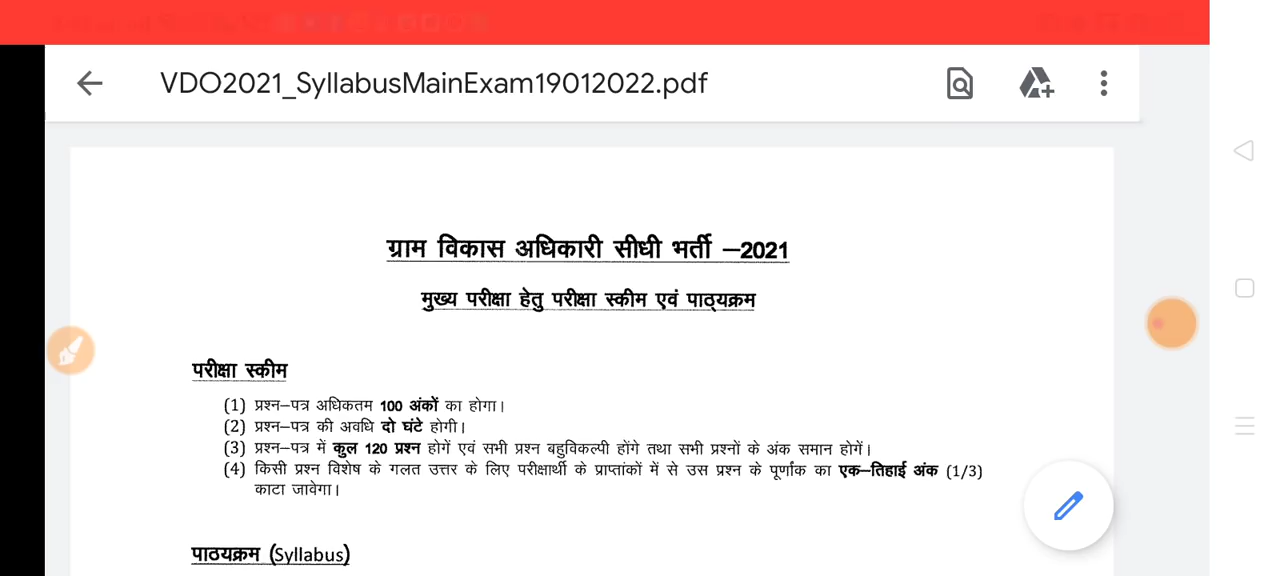 VDO2021_SyllabusMainExam19012022.pdf
ग्राम विकास अधिकारी सीधी भर्ती –2021
मुख्य परीक्षा हेतु परीक्षा स्कीम एवं पाठ्यक्रम
परीक्षा स्कीम
(1) प्रश्न–पत्र अधिकतम 100 अंकों का होगा।
(2) प्रश्न–पत्र की अवधि दो घंटे होगी।
(3) प्रश्न–पत्र में कुल 120 प्रश्न होगें एवं सभी प्रश्न बहुविकल्पी होंगे तथा सभी प्रश्नों के अंक समान होगें।
(4) किसी प्रश्न विशेष के गलत उत्तर के लिए परीक्षार्थी के प्राप्तांकों में से उस प्रश्न के पूर्णांक का एक–तिहाई अंक (1/3)
काटा जावेगा।
पाठयक्रम (Syllabus)